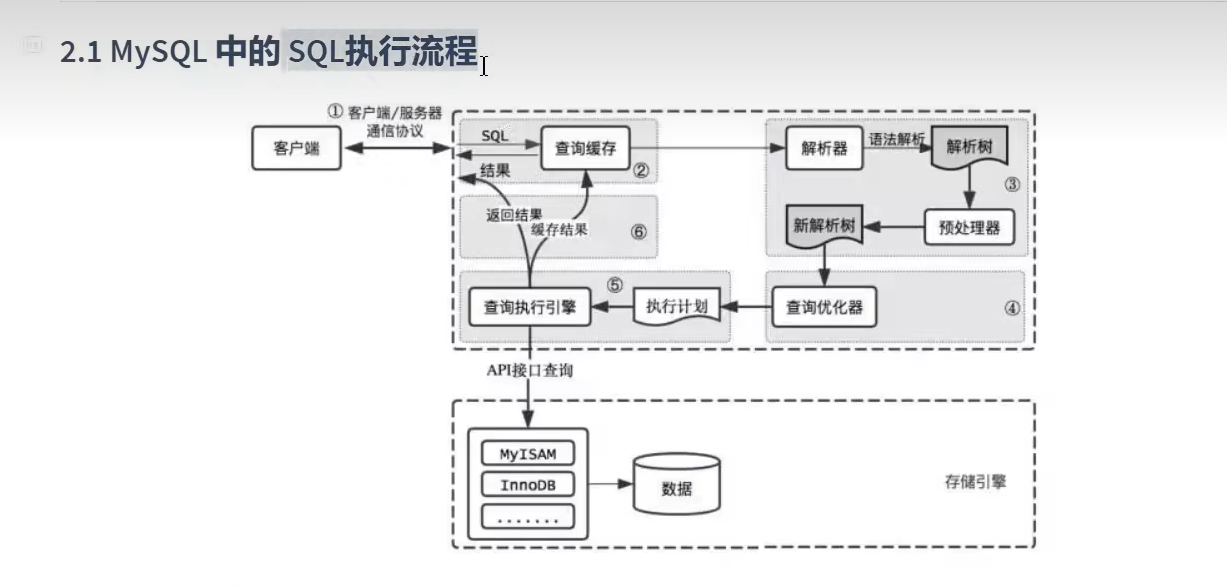 2.1 MySQL 中的 SQL执行流程
① 客户端/服务器
通信协议
客户端
SQL
查询缓存
②
结果
解析器
语法解析
解析树
③
预处理器
新解析树
返回结果
缓存结果
⑥
查询执行引擎
⑤
执行计划
查询优化器
④
API接口查询
MyISAM
InnoDB
.......
数据
存储引擎